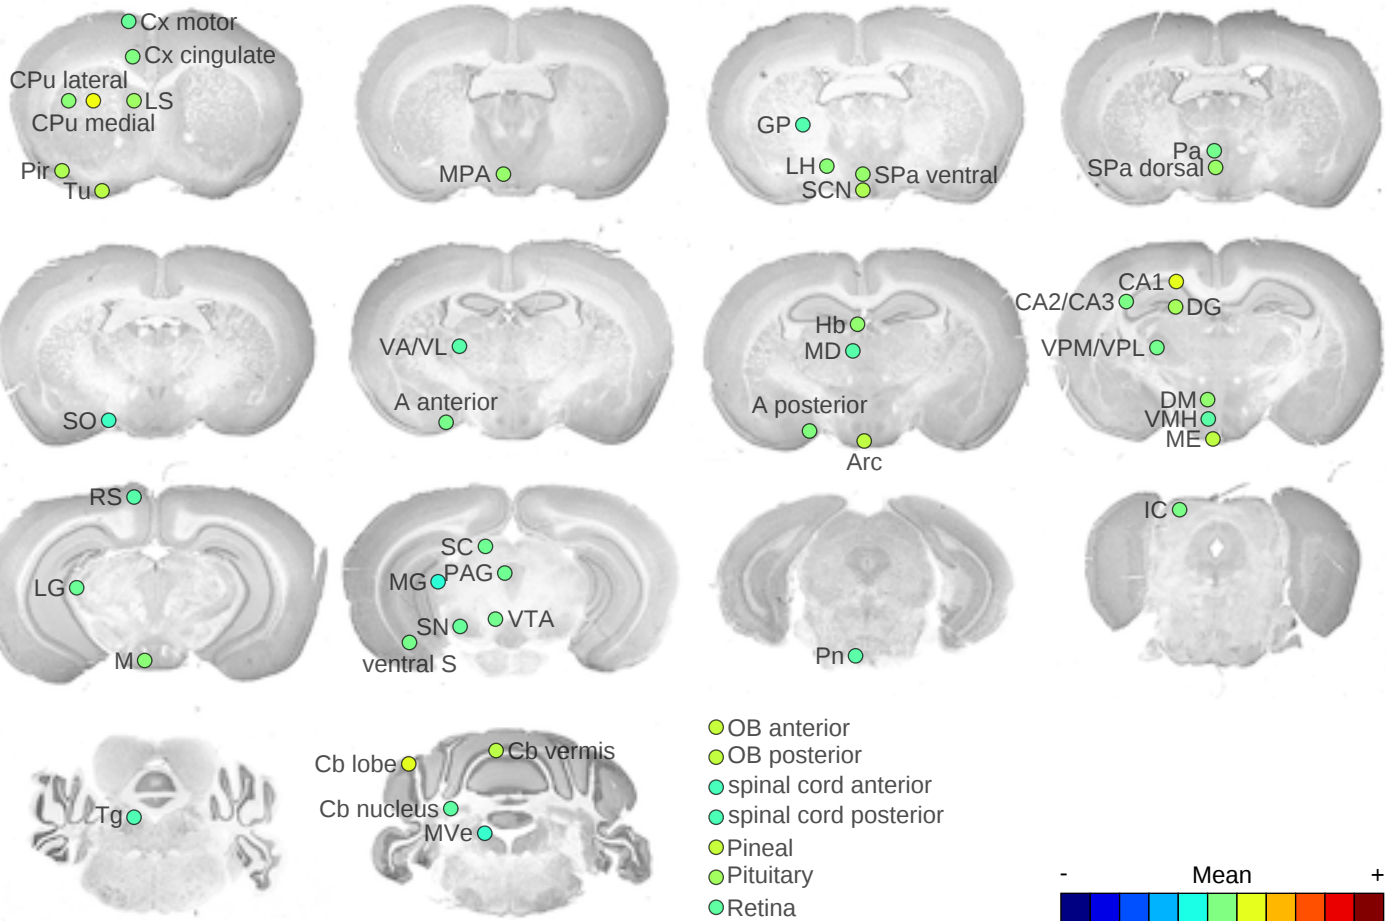 Cx motor
Cx cingulate
CPu lateral
LS
CPu medial
Pir
Tu
MPA
GP
LH
SPa ventral
SCN
Pa
SPa dorsal
SO
VA/VL
A anterior
Hb
MD
A posterior
Arc
CA1
CA2/CA3
DG
VPM/VPL
DM
VMH
ME
RS
LG
M
SC
MG
PAG
SN
VTA
ventral S
Pn
IC
Tg
Cb lobe
Cb vermis
Cb nucleus
MVe
OB anterior
OB posterior
spinal cord anterior
spinal cord posterior
Pineal
Pituitary
Retina
- Mean +